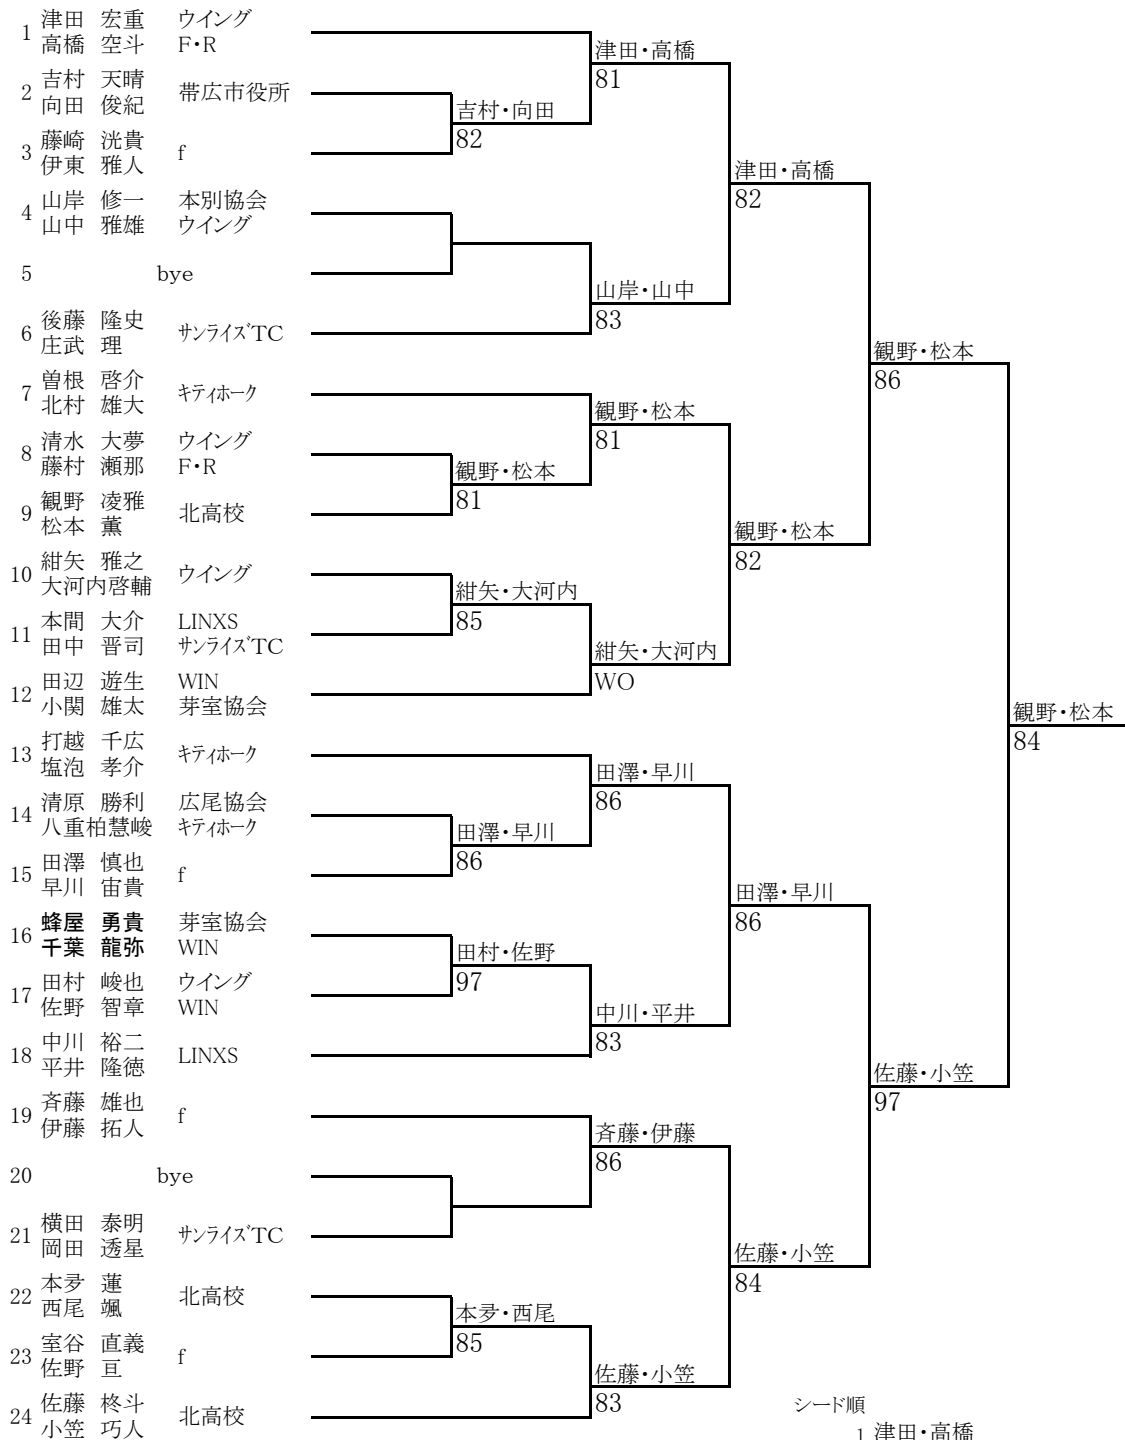 1 津田 宏重 ウイング
高橋 空斗 F・R
2 吉村 天晴 帯広市役所
向田 俊紀
3 藤崎 洸貴 f
伊東 雅人
4 山岸 修一 本別協会
山中 雅雄 ウイング
5 bye
6 後藤 隆史 サンライズTC
庄武 理
7 曽根 啓介 キティホーク
北村 雄大
8 清水 大夢 ウイング
藤村 瀬那 F・R
9 観野 凌雅 北高校
松本 薫
10 紺矢 雅之 ウイング
大河内啓輔
11 本間 大介 LINXS
田中 晋司 サンライズTC
12 田辺 遊生 WIN
小関 雄太 芽室協会
13 打越 千広 キティホーク
塩泡 孝介
14 清原 勝利 広尾協会
八重柏慧峻 キティホーク
15 田澤 慎也 f
早川 宙貴
16 蜂屋 勇貴 芽室協会
千葉 龍弥 WIN
17 田村 峻也 ウイング
佐野 智章 WIN
18 中川 裕二 LINXS
平井 隆徳
19 斉藤 雄也 f
伊藤 拓人
20 bye
21 横田 泰明 サンライズTC
岡田 透星
22 本夛 蓮 北高校
西尾 颯
23 室谷 直義 f
佐野 亘
24 佐藤 柊斗 北高校
小笠 巧人
吉村・向田
82
観野・松本
81
紺矢・大河内
85
田澤・早川
86
田村・佐野
97
本夛・西尾
85
津田・高橋
81
山岸・山中
83
観野・松本
81
紺矢・大河内
WO
田澤・早川
86
中川・平井
83
斉藤・伊藤
86
佐藤・小笠
83
津田・高橋
82
観野・松本
82
田澤・早川
86
佐藤・小笠
84
観野・松本
86
佐藤・小笠
97
観野・松本
84
シード順
1 津田・高橋